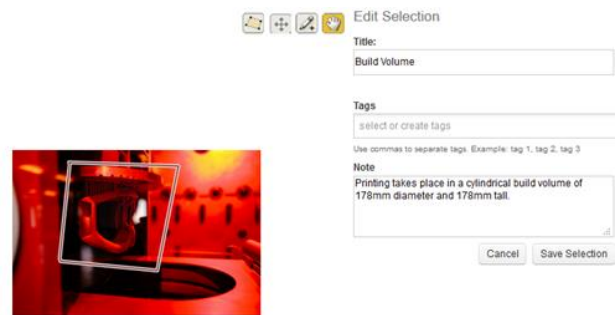 Edit Selection
Title:
Build Volume
Tags
select or create tags
Use commas to separate tags. Example: tag 1, tag 2, tag 3
Note
Printing takes place in a cylindrical build volume of
178mm diameter and 178mm tall.
Cancel Save Selection